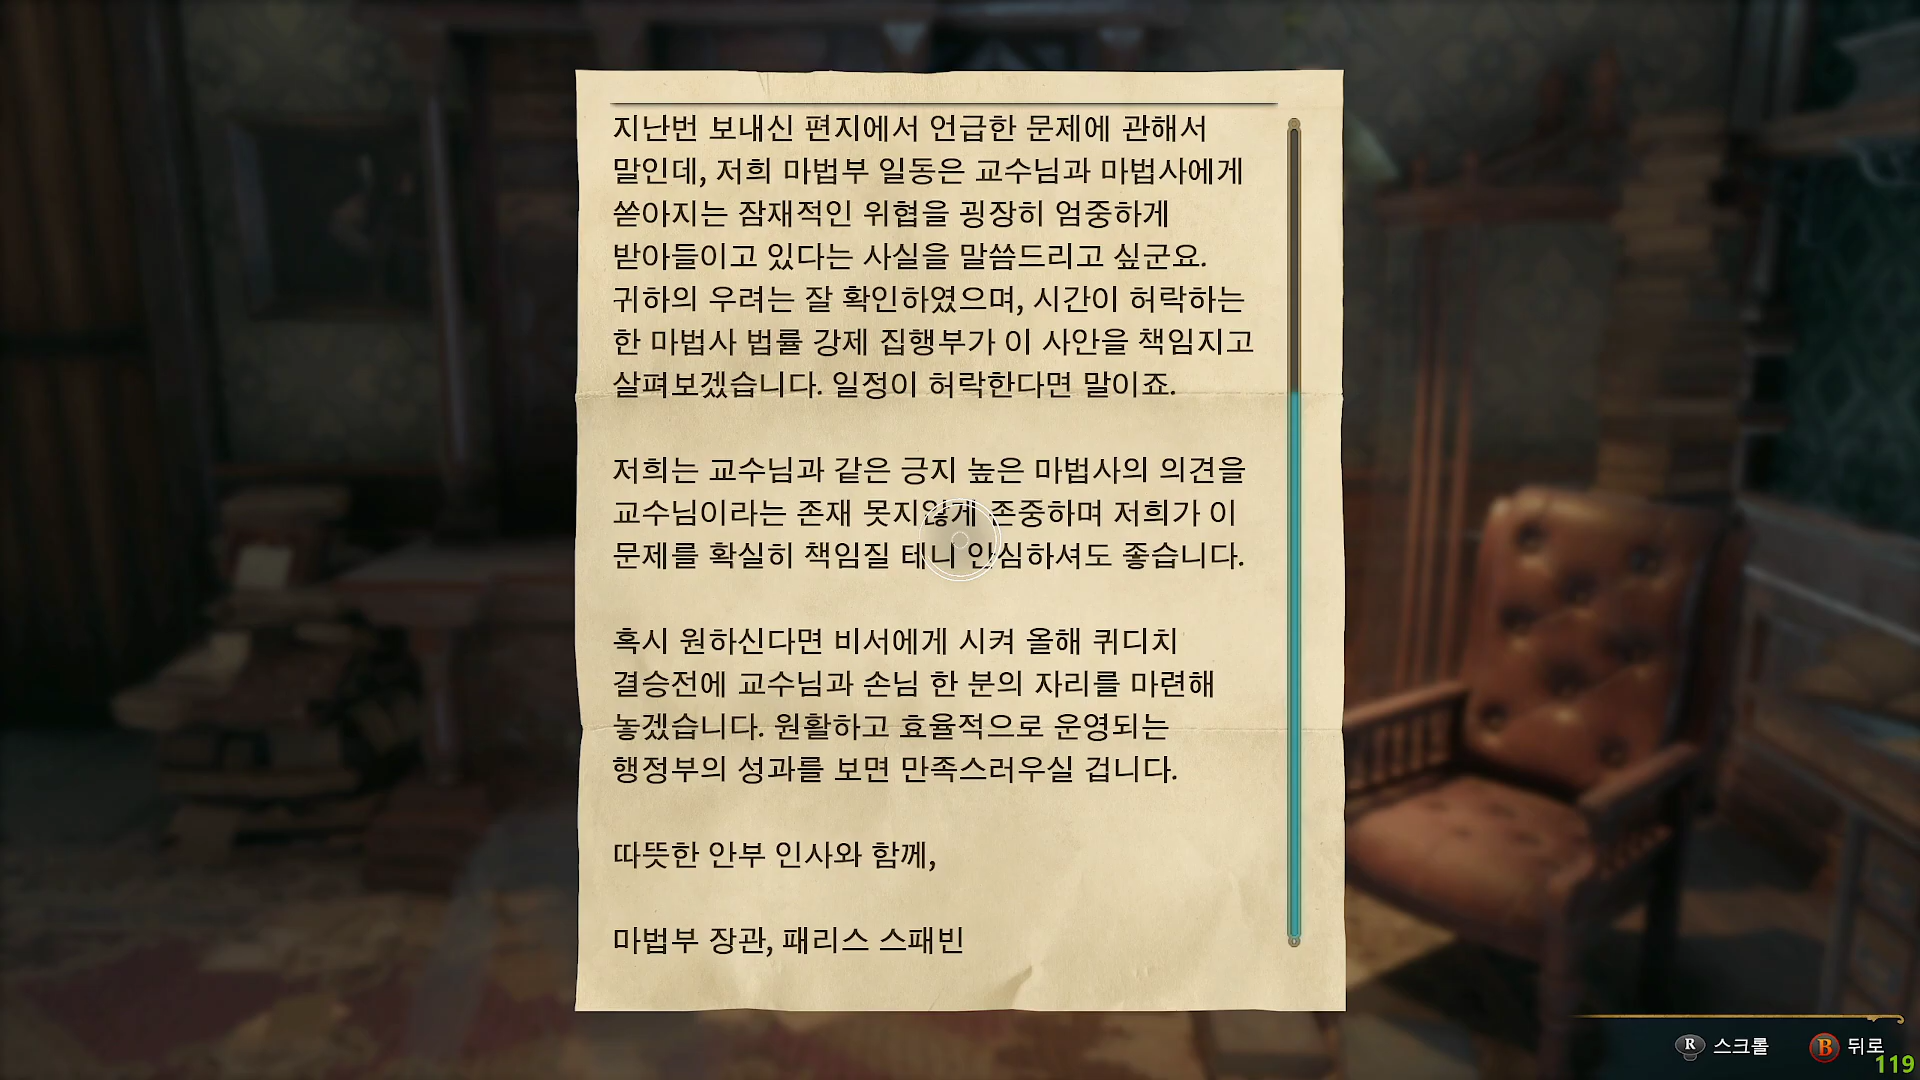 지난번 보내신 편지에서 언급한 문제에 관해서
말인데, 저희 마법부 일동은 교수님과 마법사에게
쏟아지는 잠재적인 위협을 굉장히 엄중하게
받아들이고 있다는 사실을 말씀드리고 싶군요.
귀하의 우려는 잘 확인하였으며, 시간이 허락하는
한 마법사 법률 강제 집행부가 이 사안을 책임지고
살펴보겠습니다. 일정이 허락한다면 말이죠.
저희는 교수님과 같은 긍지 높은 마법사의 의견을
교수님이라는 존재 못지않게 존중하며 저희가 이
문제를 확실히 책임질 테니 안심하셔도 좋습니다.
혹시 원하신다면 비서에게 시켜 올해 퀴디치
결승전에 교수님과 손님 한 분의 자리를 마련해
놓겠습니다. 원활하고 효율적으로 운영되는
행정부의 성과를 보면 만족스러우실 겁니다.
따뜻한 안부 인사와 함께,
마법부 장관, 패리스 스패빈
R 스크롤 B 뒤로
119